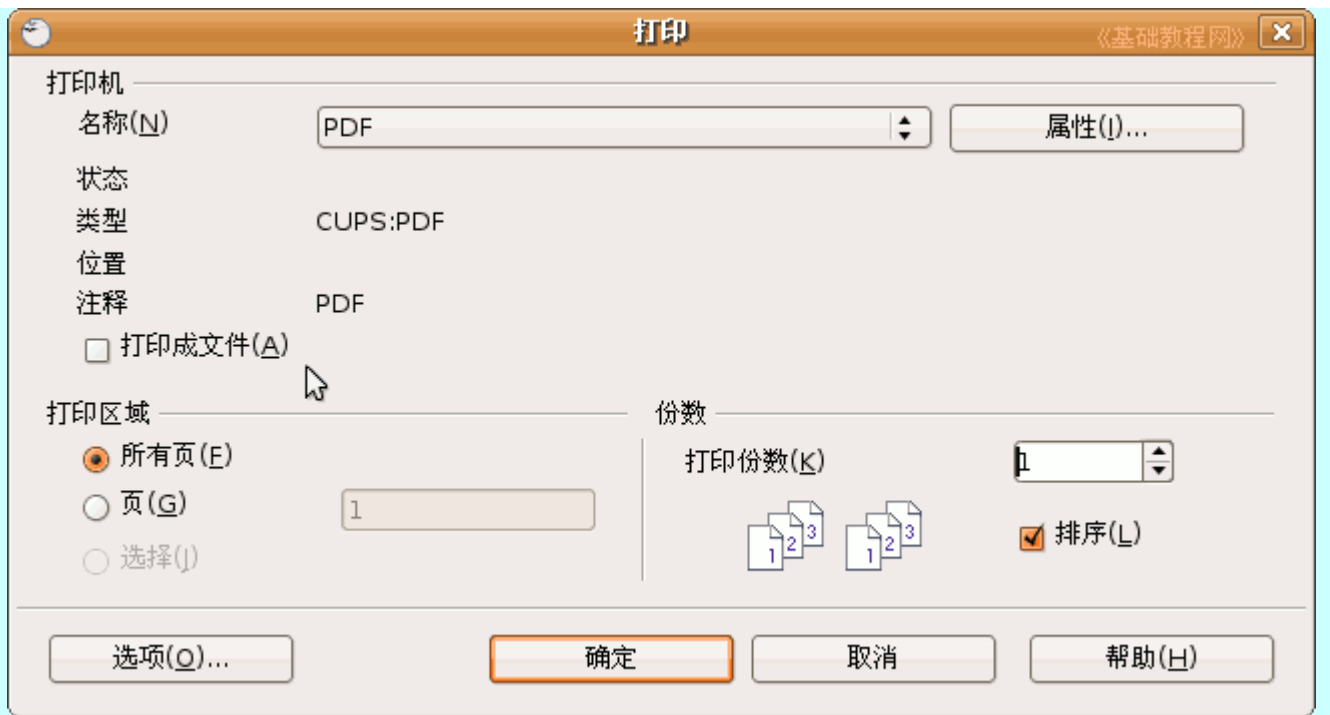 打印 《基础教程网》
打印机
名称(N) PDF 属性(I)...
状态
类型 CUPS:PDF
位置
注释 PDF
打印成文件(A)
打印区域
所有页(F)
页(G) 1
选择(J)
份数
打印份数(K) 1
1 2 3 1 2 3 排序(L)
选项(O)... 确定 取消 帮助(H)